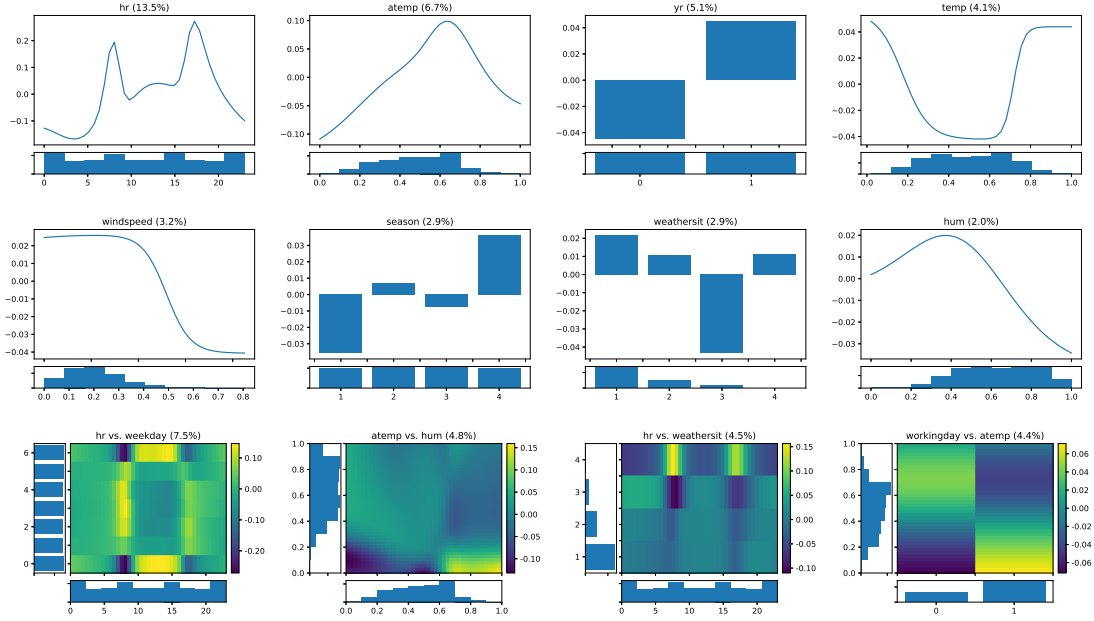 hr (13.5%) atemp (6.7%) yr (5.1%) temp (4.1%)
0.2 0.10 0.04 0.04
0.1 0.05 0.02 0.02
0.0 0.00 0.00 0.00
−0.1 −0.05 −0.02 −0.02
−0.10 −0.04 −0.04
0 5 10 15 20 0.0 0.2 0.4 0.6 0.8 1.0 0 1 0.0 0.2 0.4 0.6 0.8 1.0
windspeed (3.2%) season (2.9%) weathersit (2.9%) hum (2.0%)
0.02 0.03 0.02 0.02
0.01 0.02 0.01 0.01
0.00 0.01 0.00 0.00
−0.01 0.00 −0.01 −0.01
−0.02 −0.01 −0.02 −0.02
−0.03 −0.02 −0.03 −0.03
−0.04 −0.03 −0.04
0.0 0.1 0.2 0.3 0.4 0.5 0.6 0.7 0.8 1 2 3 4 1 2 3 4 0.0 0.2 0.4 0.6 0.8 1.0
hr vs. weekday (7.5%) atemp vs. hum (4.8%) hr vs. weathersit (4.5%) workingday vs. atemp (4.4%)
6 0.10 1.0 0.15 4 0.15 1.0 0.06
4 0.00 0.8 0.10 3 0.10 0.8 0.04
2 −0.10 0.6 0.05 2 0.05 0.6 0.02
0 −0.20 0.4 0.00 1 0.00 0.4 0.00
0.2 −0.05 −0.05 0.2 −0.02
0.0 −0.10 −0.10 0.0 −0.04
−0.06
0 5 10 15 20 0.0 0.2 0.4 0.6 0.8 1.0 0 5 10 15 20 0 1